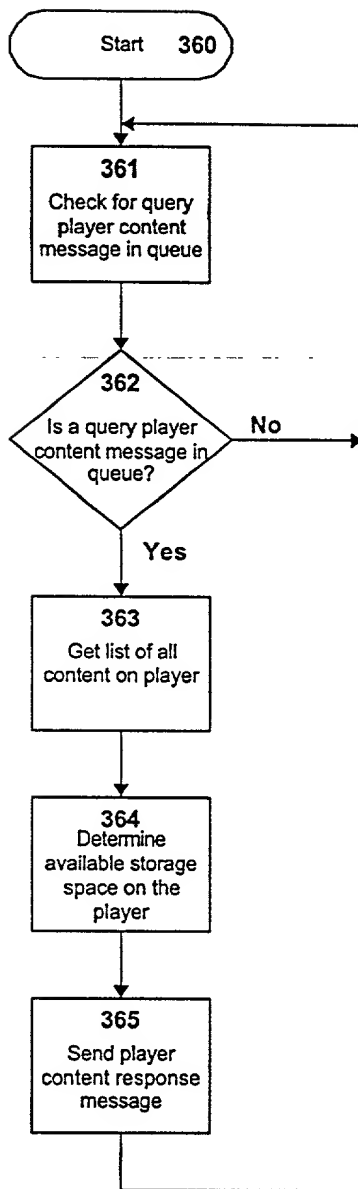 Start 360
361
Check for query
player content
message in queue
362
Is a query player
content message in
queue?
No
Yes
363
Get list of all
content on player
364
Determine
available storage
space on the
player
365
Send player
content response
message